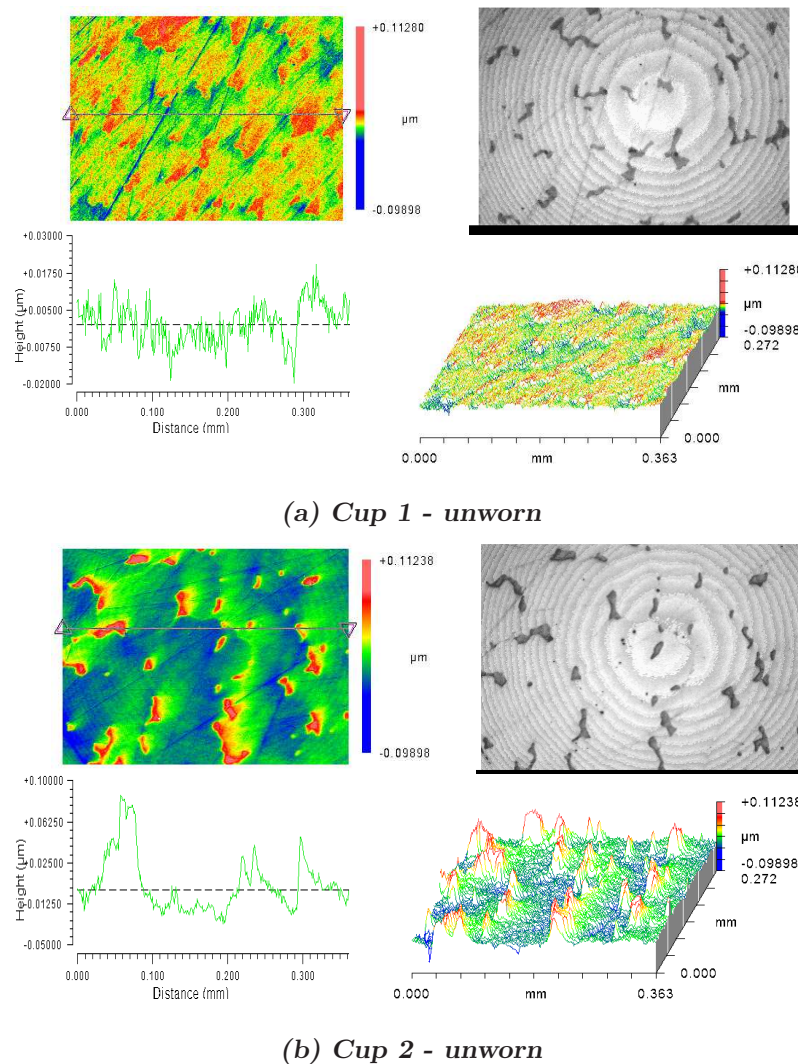 +0.11280
µm
-0.09898
+0.03000
+0.01750
+0.00500
-0.00750
-0.02000
Height (µm)
0.000 0.100 0.200 0.300
Distance (mm)
+0.11280
µm
-0.09898
0.272
mm
0.000
0.000 mm 0.363
(a) Cup 1 - unworn
+0.11238
µm
-0.09898
+0.10000
+0.06250
+0.02500
-0.01250
-0.05000
Height (µm)
0.000 0.100 0.200 0.300
Distance (mm)
+0.11238
µm
-0.09898
0.272
mm
0.000
0.000 mm 0.363
(b) Cup 2 - unworn